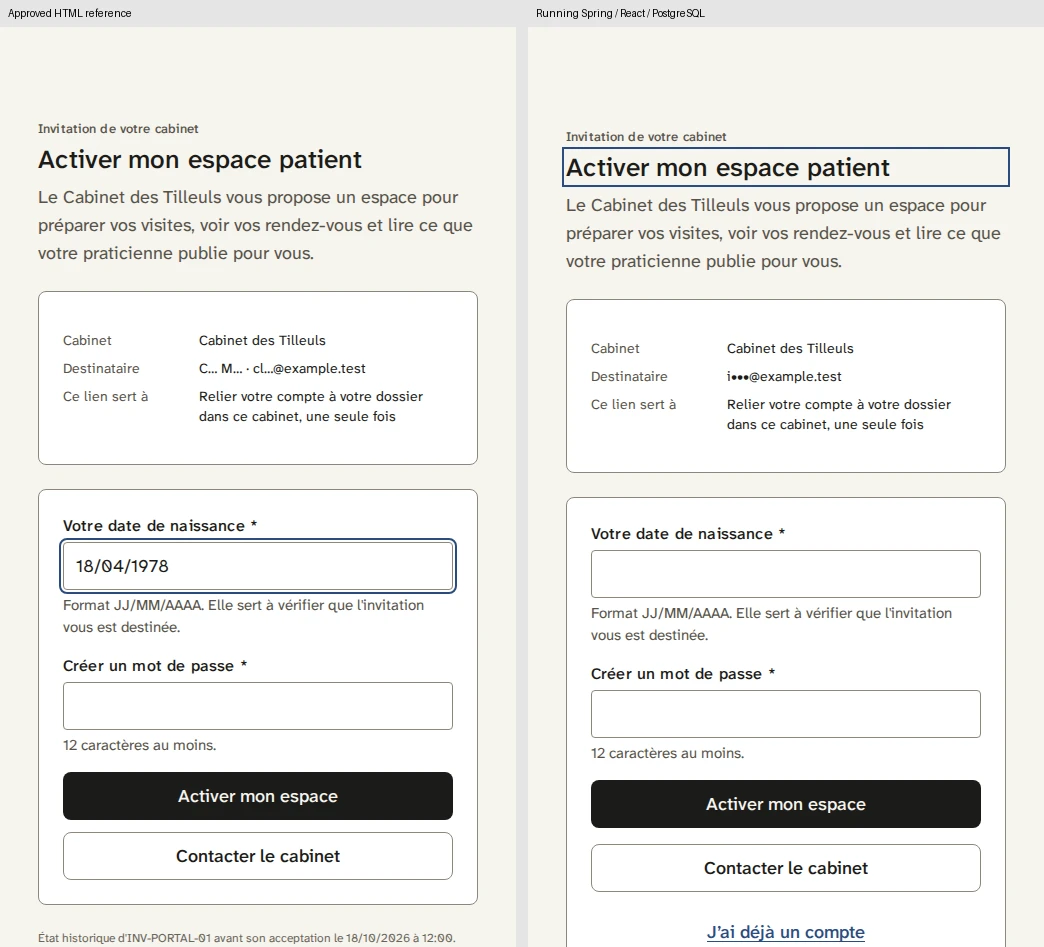 Approved HTML reference
Invitation de votre cabinet
Activer mon espace patient
Le Cabinet des Tilleuls vous propose un espace pour
préparer vos visites, voir vos rendez-vous et lire ce que
votre praticienne publie pour vous.
Cabinet Cabinet des Tilleuls
Destinataire C... M... · cl...@example.test
Ce lien sert à Relier votre compte à votre dossier
dans ce cabinet, une seule fois
Votre date de naissance *
18/04/1978
Format JJ/MM/AAAA. Elle sert à vérifier que l'invitation
vous est destinée.
Créer un mot de passe *
12 caractères au moins.
Activer mon espace
Contacter le cabinet
État historique d'INV-PORTAL-01 avant son acceptation le 18/10/2026 à 12:00.
Running Spring / React / PostgreSQL
Invitation de votre cabinet
Activer mon espace patient
Le Cabinet des Tilleuls vous propose un espace pour
préparer vos visites, voir vos rendez-vous et lire ce que
votre praticienne publie pour vous.
Cabinet Cabinet des Tilleuls
Destinataire i•••@example.test
Ce lien sert à Relier votre compte à votre dossier
dans ce cabinet, une seule fois
Votre date de naissance *
Format JJ/MM/AAAA. Elle sert à vérifier que l'invitation
vous est destinée.
Créer un mot de passe *
12 caractères au moins.
Activer mon espace
Contacter le cabinet
J'ai déjà un compte